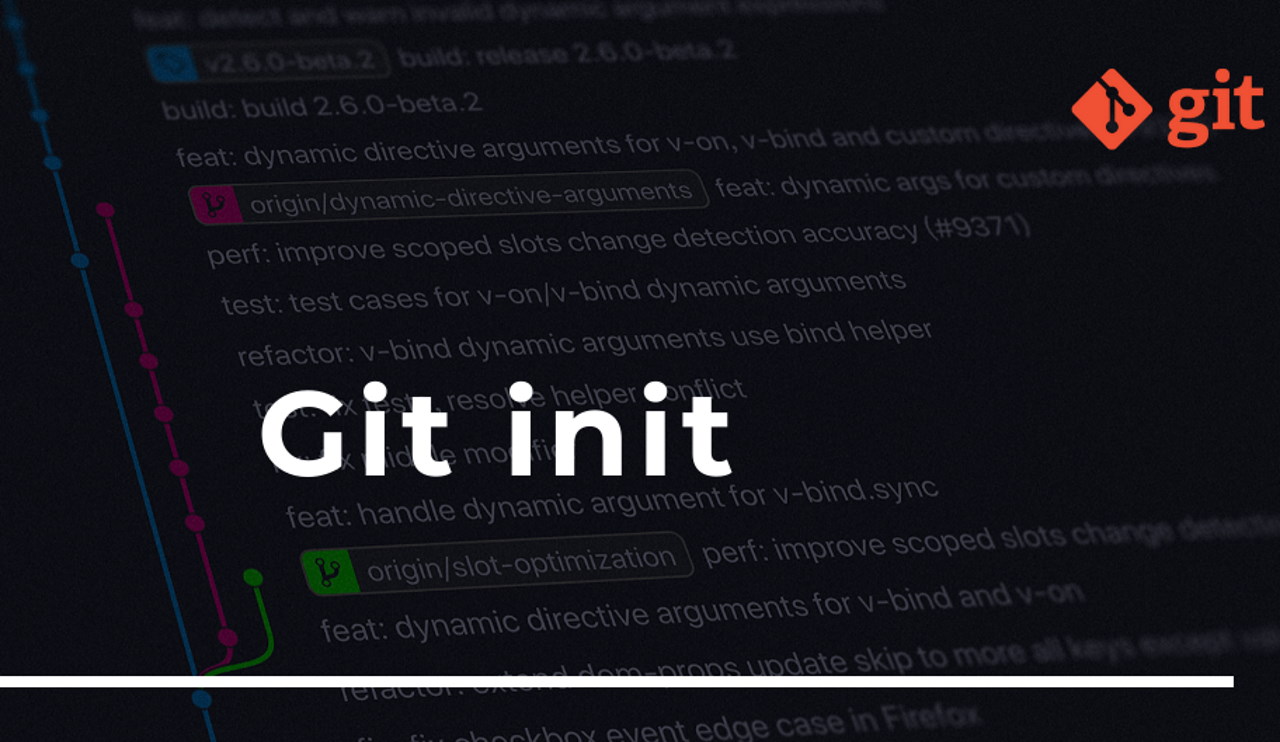 feat: detect and warn invalid dynamic argument expressions
v2.6.0-beta.2 build: release 2.6.0-beta.2
build: build 2.6.0-beta.2
git
feat: dynamic directive arguments for v-on, v-bind and custom
origin/dynamic-directive-arguments feat: dynamic args for custom directives
perf: improve scoped slots change detection accuracy (#9371)
test: test cases for v-on/v-bind dynamic arguments
refactor: v-bind dynamic arguments use bind helper
resolve helper conflict
Git init
feat: handle dynamic argument for v-bind.sync
origin/slot-optimization perf: improve scoped slots change
feat: dynamic directive arguments for v-bind and v-on
refactor: extend dom-props update skip to more all keys except
checkbox event edge case in Firefox